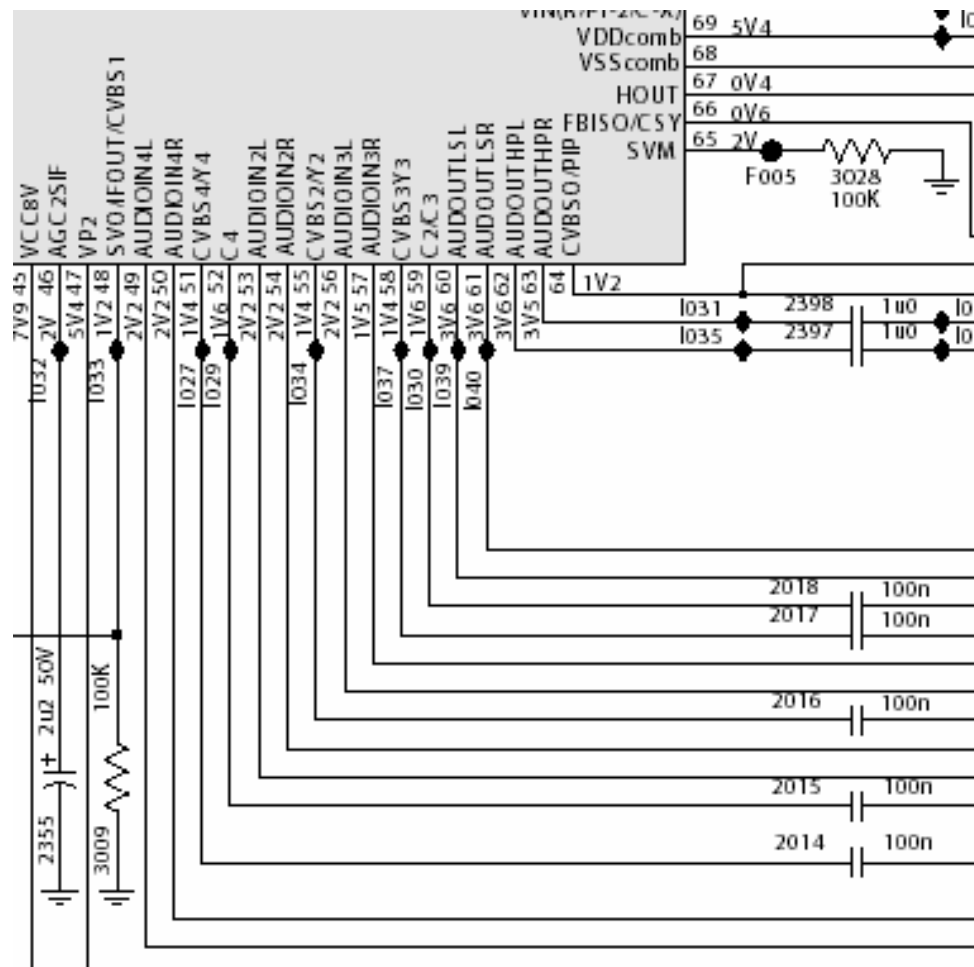 VIN(R/P1-2/C-X)
69 5V4
VDDcomb
68
VSScomb
67 0V4
HOUT
66 0V6
FBISO/CSY
65 2V
SVM
F005
3028
100K
VCC8V
AGC2SIF
VP2
SVO/IFOUT/CVBS1
AUDIOIN4L
AUDIOIN4R
CVBS4/Y4
C4
AUDIOIN2L
AUDIOIN2R
CVBS2/Y2
AUDIOIN3L
AUDIOIN3R
CVBS3Y3
C2/C3
AUDOUTLSL
AUDOUTLSR
AUDOUTHPL
AUDOUTHPR
CVBSO/PIP
7V9 45
2V 46
5V4 47
1V2 48
2V2 49
2V2 50
1V4 51
1V6 52
2V2 53
2V2 54
1V4 55
2V2 56
1V5 57
1V4 58
1V6 59
3V6 60
3V6 61
3V6 62
3V5 63
64
1V2
I031 2398 1u0
I035 2397 1u0
I032
I033
I027
I029
I034
I037
I030
I039
I040
2018 100n
2017 100n
2016 100n
2015 100n
2014 100n
2u2 50V
+
2355
100K
3009